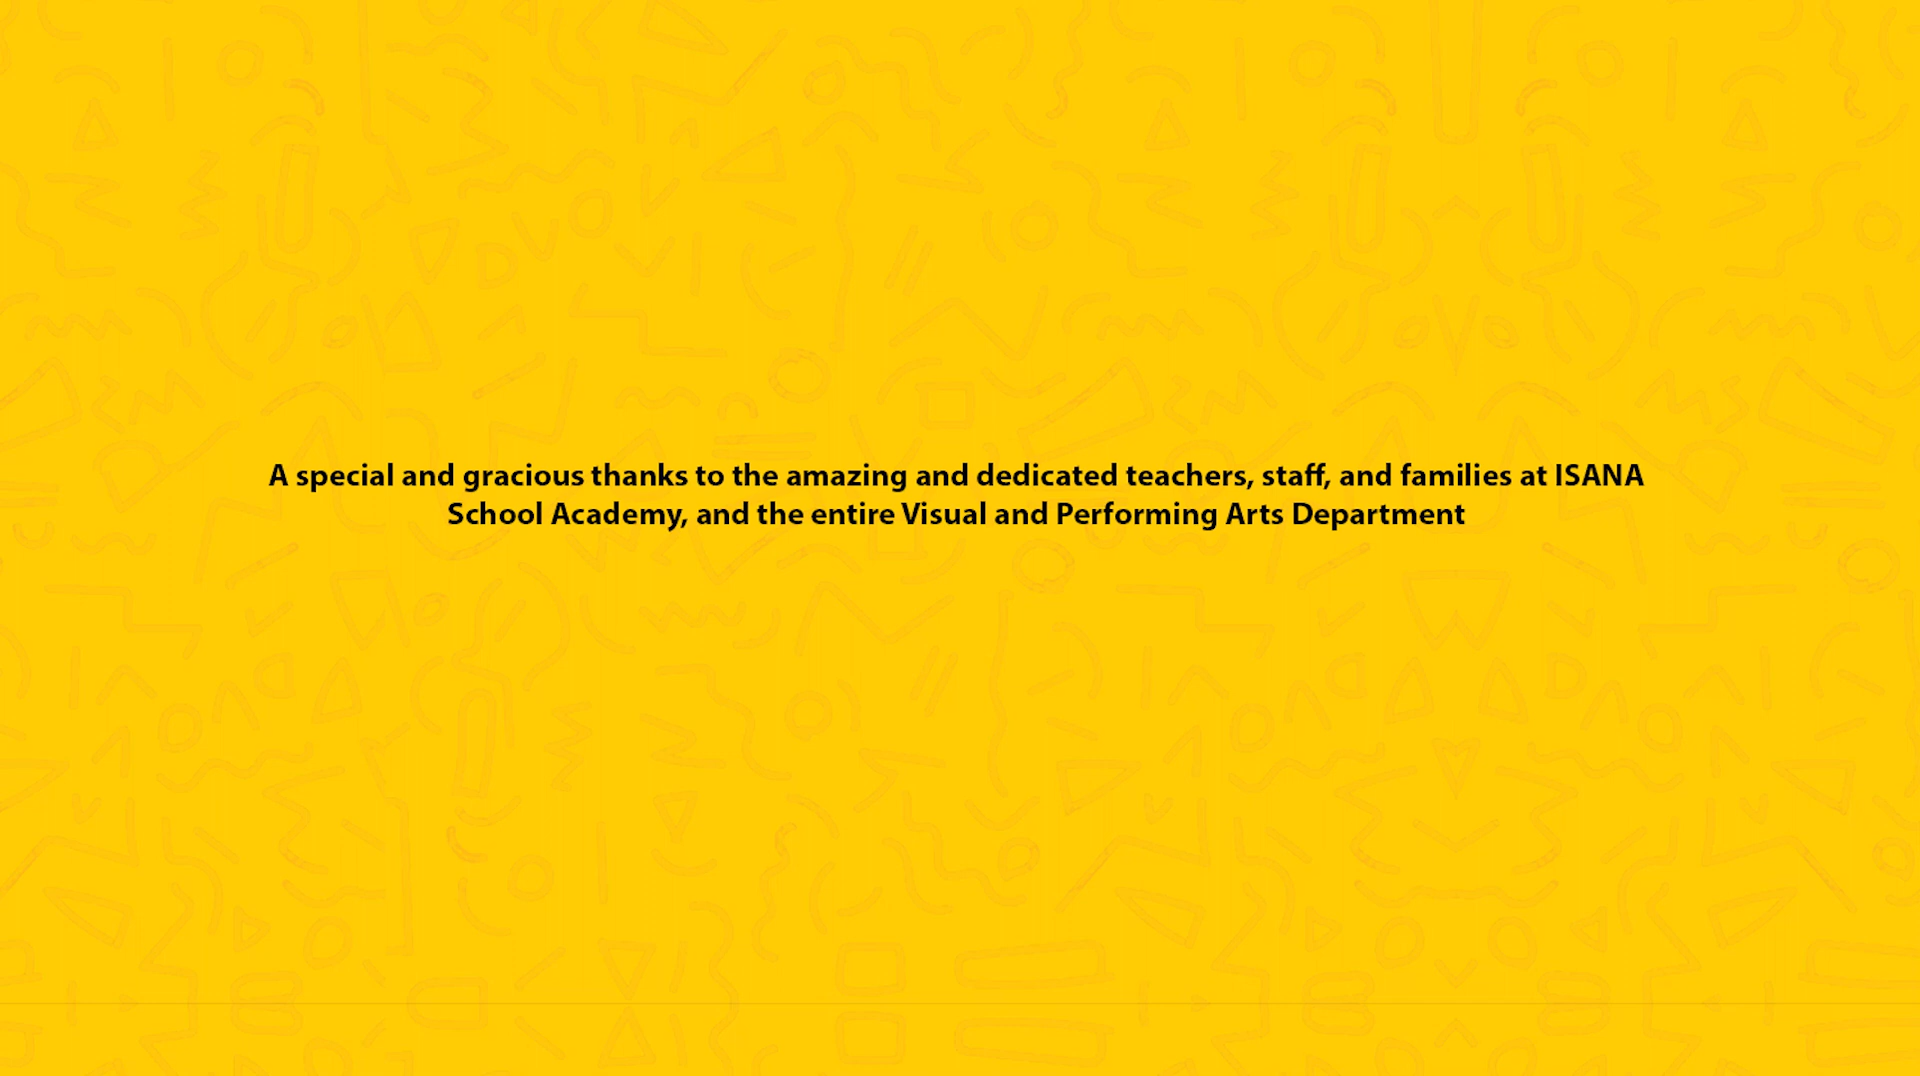 A special and gracious thanks to the amazing and dedicated teachers, staff, and families at ISANA
School Academy, and the entire Visual and Performing Arts Department